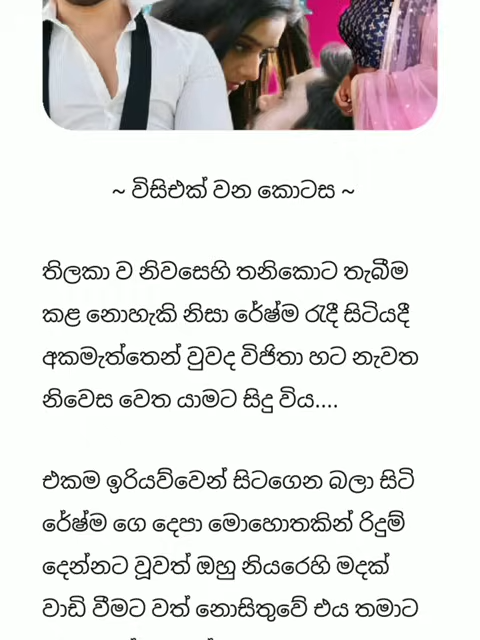 ~ විසිඑක් වන කොටස ~
තිලකා ව නිවසෙහි තනිකොට තැබීම
කළ නොහැකි නිසා රේෂ්ම රැදී සිටියදී
අකමැත්තෙන් වුවද විජිතා හට නැවත
නිවෙස වෙත යාමට සිදු විය....
එකම ඉරියව්වෙන් සිටගෙන බලා සිටි
රේෂ්ම ගෙ දෙපා මොහොතකින් රිදුම්
දෙන්නට වූවත් ඔහු නියරෙහි මදක්
වාඩි වීමට වත් නොසිතුවේ එය තමාට